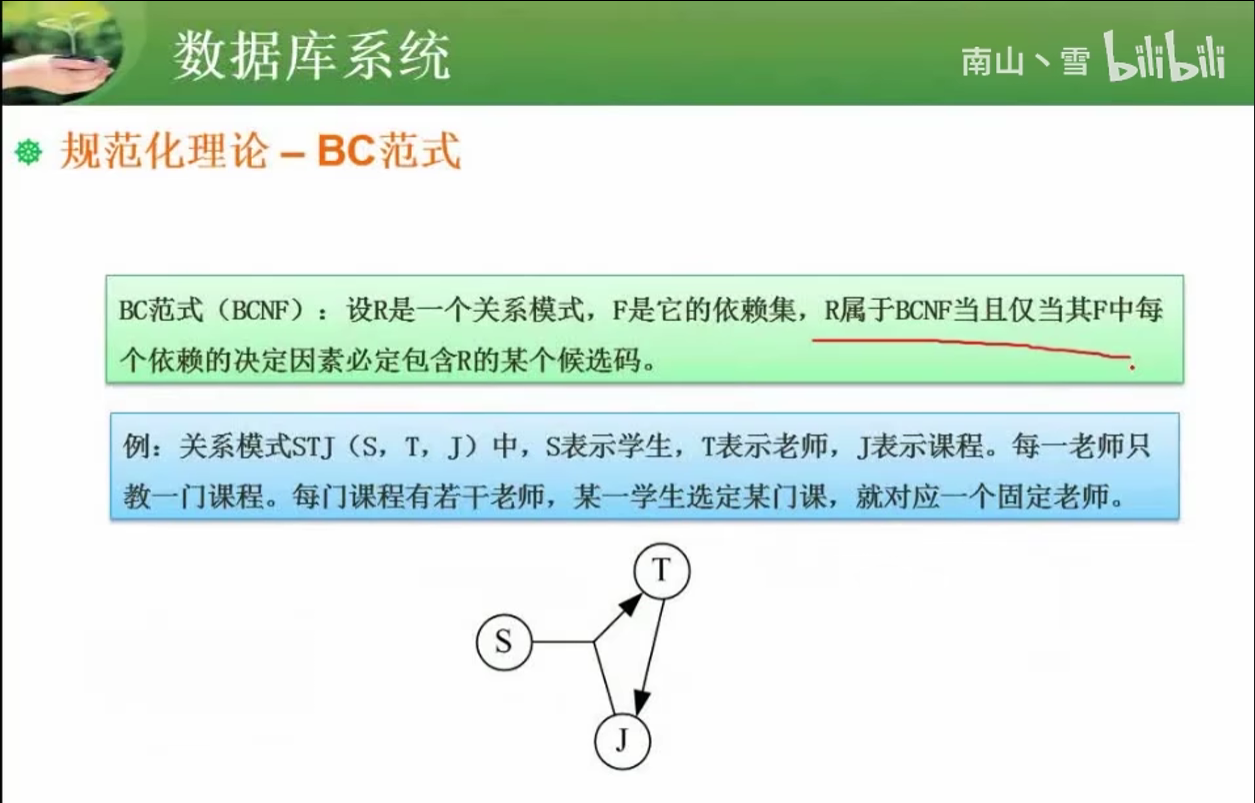 数据库系统
南山丶雪 bilibili
规范化理论 – BC范式
BC范式（BCNF）：设R是一个关系模式，F是它的依赖集，R属于BCNF当且仅当其F中每
个依赖的决定因素必定包含R的某个候选码。
例：关系模式STJ（S，T，J）中，S表示学生，T表示老师，J表示课程。每一老师只
教一门课程。每门课程有若干老师，某一学生选定某门课，就对应一个固定老师。
T
S
J